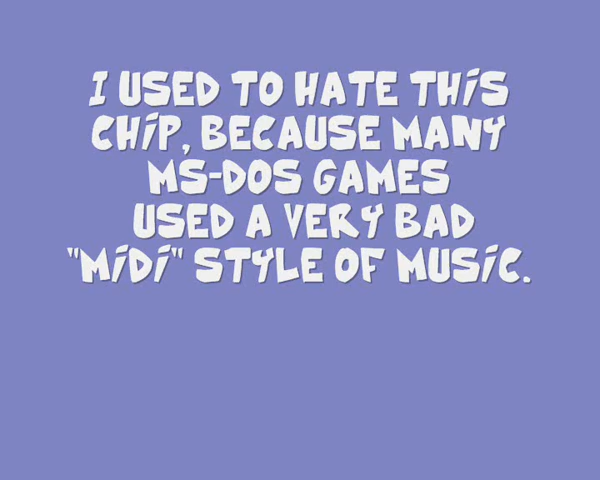 I USED TO HATE THIS
CHIP, BECAUSE MANY
MS-DOS GAMES
USED A VERY BAD
"MIDI" STYLE OF MUSIC.